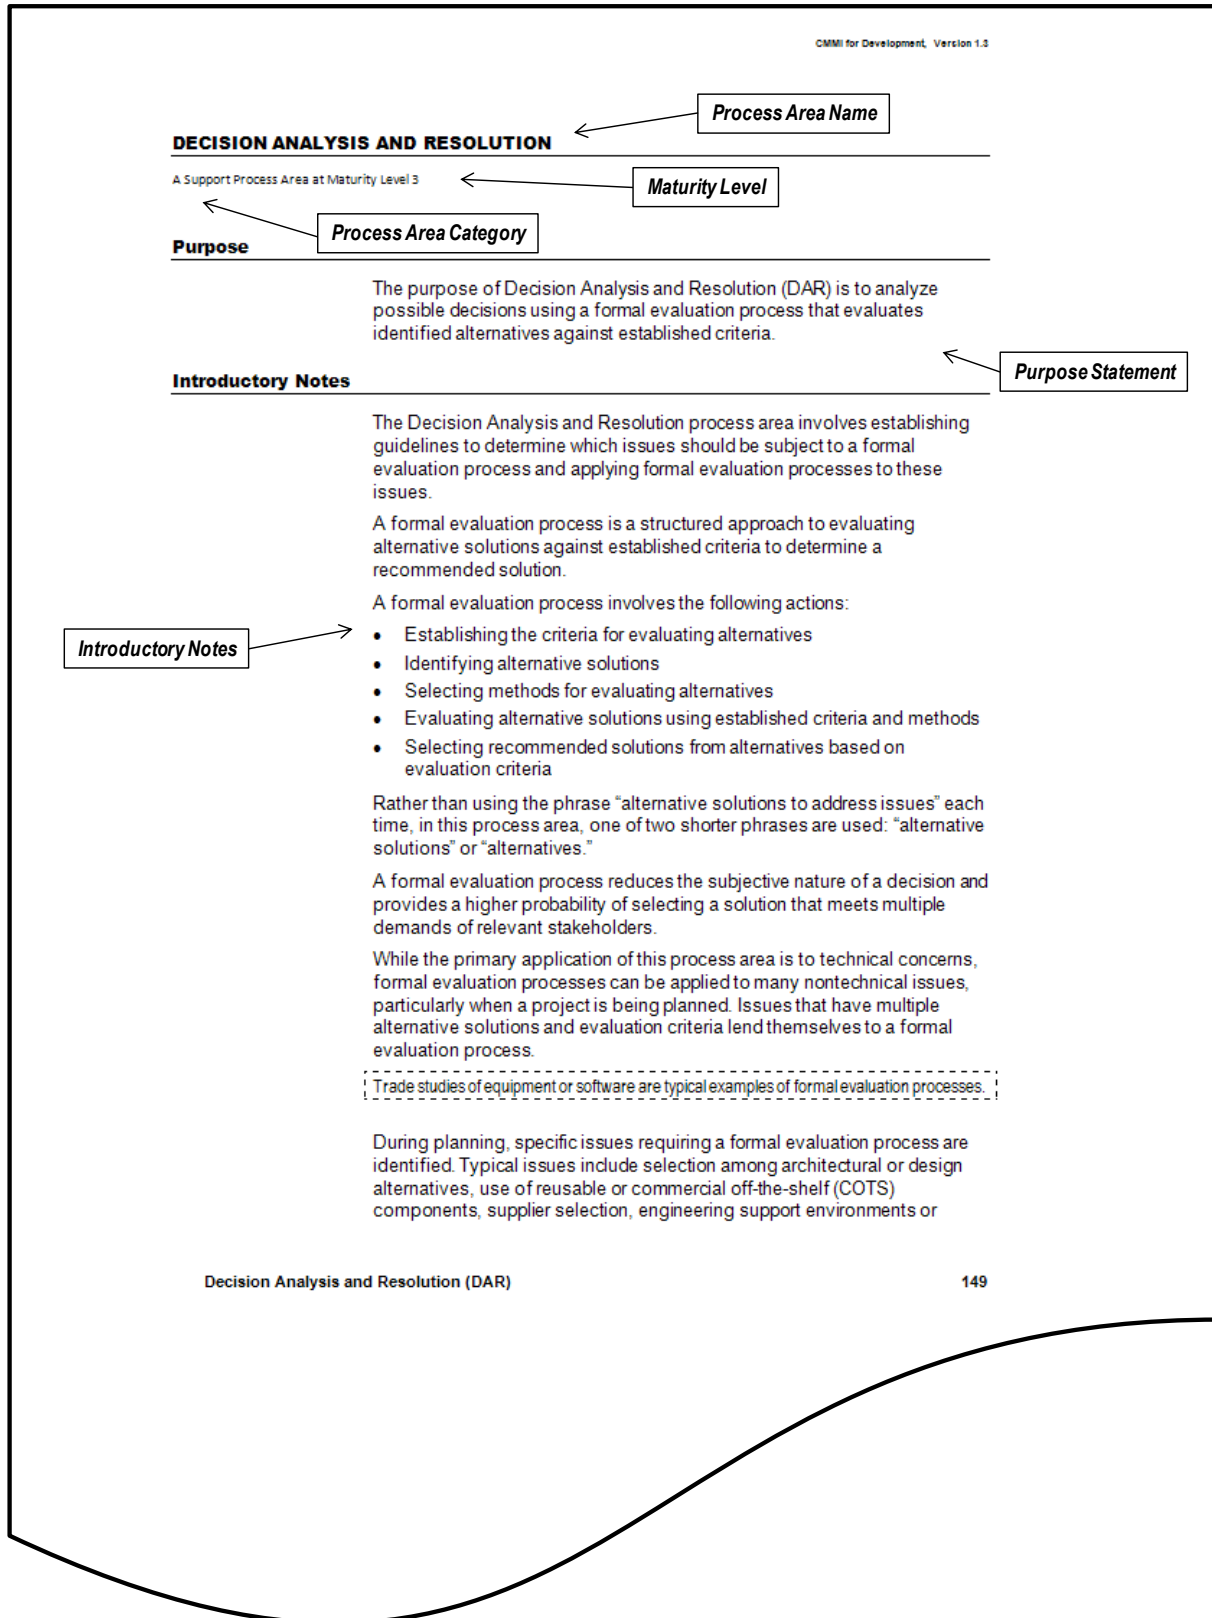 CMMI for Development, Version 1.3
Process Area Name
DECISION ANALYSIS AND RESOLUTION
A Support Process Area at Maturity Level 3
Maturity Level
Process Area Category
Purpose
The purpose of Decision Analysis and Resolution (DAR) is to analyze
possible decisions using a formal evaluation process that evaluates
identified alternatives against established criteria.
Purpose Statement
Introductory Notes
The Decision Analysis and Resolution process area involves establishing
guidelines to determine which issues should be subject to a formal
evaluation process and applying formal evaluation processes to these
issues.
A formal evaluation process is a structured approach to evaluating
alternative solutions against established criteria to determine a
recommended solution.
A formal evaluation process involves the following actions:
Introductory Notes
• Establishing the criteria for evaluating alternatives
• Identifying alternative solutions
• Selecting methods for evaluating alternatives
• Evaluating alternative solutions using established criteria and methods
• Selecting recommended solutions from alternatives based on
evaluation criteria
Rather than using the phrase “alternative solutions to address issues” each
time, in this process area, one of two shorter phrases are used: “alternative
solutions” or “alternatives.”
A formal evaluation process reduces the subjective nature of a decision and
provides a higher probability of selecting a solution that meets multiple
demands of relevant stakeholders.
While the primary application of this process area is to technical concerns,
formal evaluation processes can be applied to many nontechnical issues,
particularly when a project is being planned. Issues that have multiple
alternative solutions and evaluation criteria lend themselves to a formal
evaluation process.
Trade studies of equipment or software are typical examples of formal evaluation processes.
During planning, specific issues requiring a formal evaluation process are
identified. Typical issues include selection among architectural or design
alternatives, use of reusable or commercial off-the-shelf (COTS)
components, supplier selection, engineering support environments or
Decision Analysis and Resolution (DAR) 149